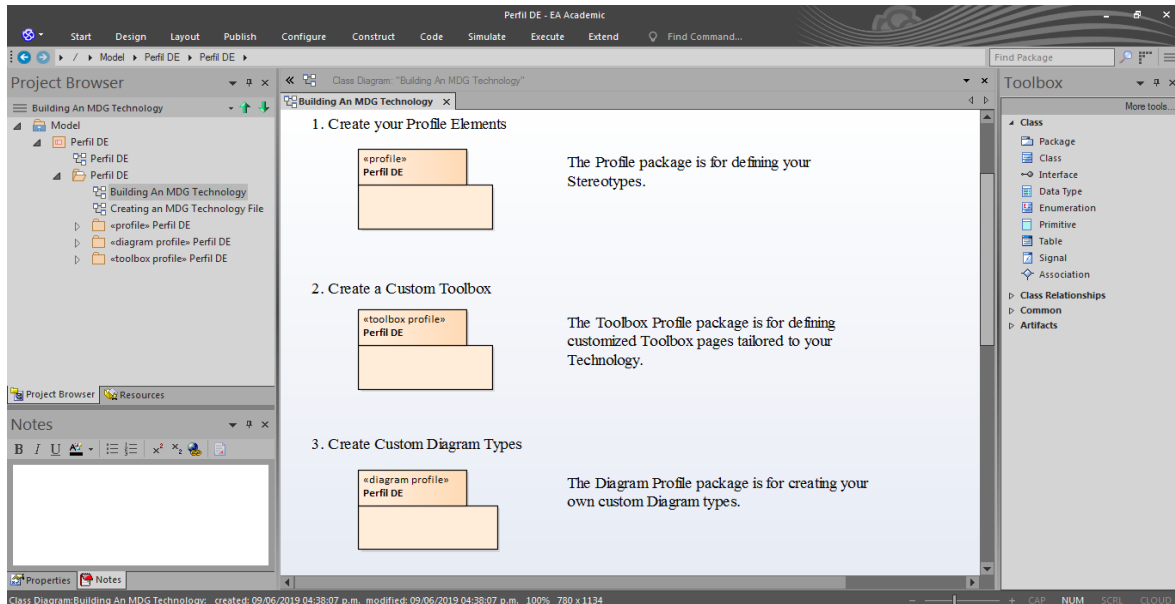 Perfil DE - EA Academic
Start Design Layout Publish Configure Construct Code Simulate Execute Extend Find Command...
/ Model Perfil DE Perfil DE
Find Package
Project Browser
Building An MDG Technology
Model
Perfil DE
Perfil DE
Perfil DE
Building An MDG Technology
Creating an MDG Technology File
«profile» Perfil DE
«diagram profile» Perfil DE
«toolbox profile» Perfil DE
Project Browser Resources
Notes
B I U A x² x₂
Properties Notes
Class Diagram: "Building An MDG Technology"
Building An MDG Technology
1. Create your Profile Elements
«profile»
Perfil DE
The Profile package is for defining your
Stereotypes.
2. Create a Custom Toolbox
«toolbox profile»
Perfil DE
The Toolbox Profile package is for defining
customized Toolbox pages tailored to your
Technology.
3. Create Custom Diagram Types
«diagram profile»
Perfil DE
The Diagram Profile package is for creating your
own custom Diagram types.
Toolbox
More tools...
Class
Package
Class
Interface
Data Type
Enumeration
Primitive
Table
Signal
Association
Class Relationships
Common
Artifacts
Class Diagram:Building An MDG Technology: created: 09/06/2019 04:38:07 p.m. modified: 09/06/2019 04:38:07 p.m. 100% 780 x 1134
CAP NUM SCRL CLOUD